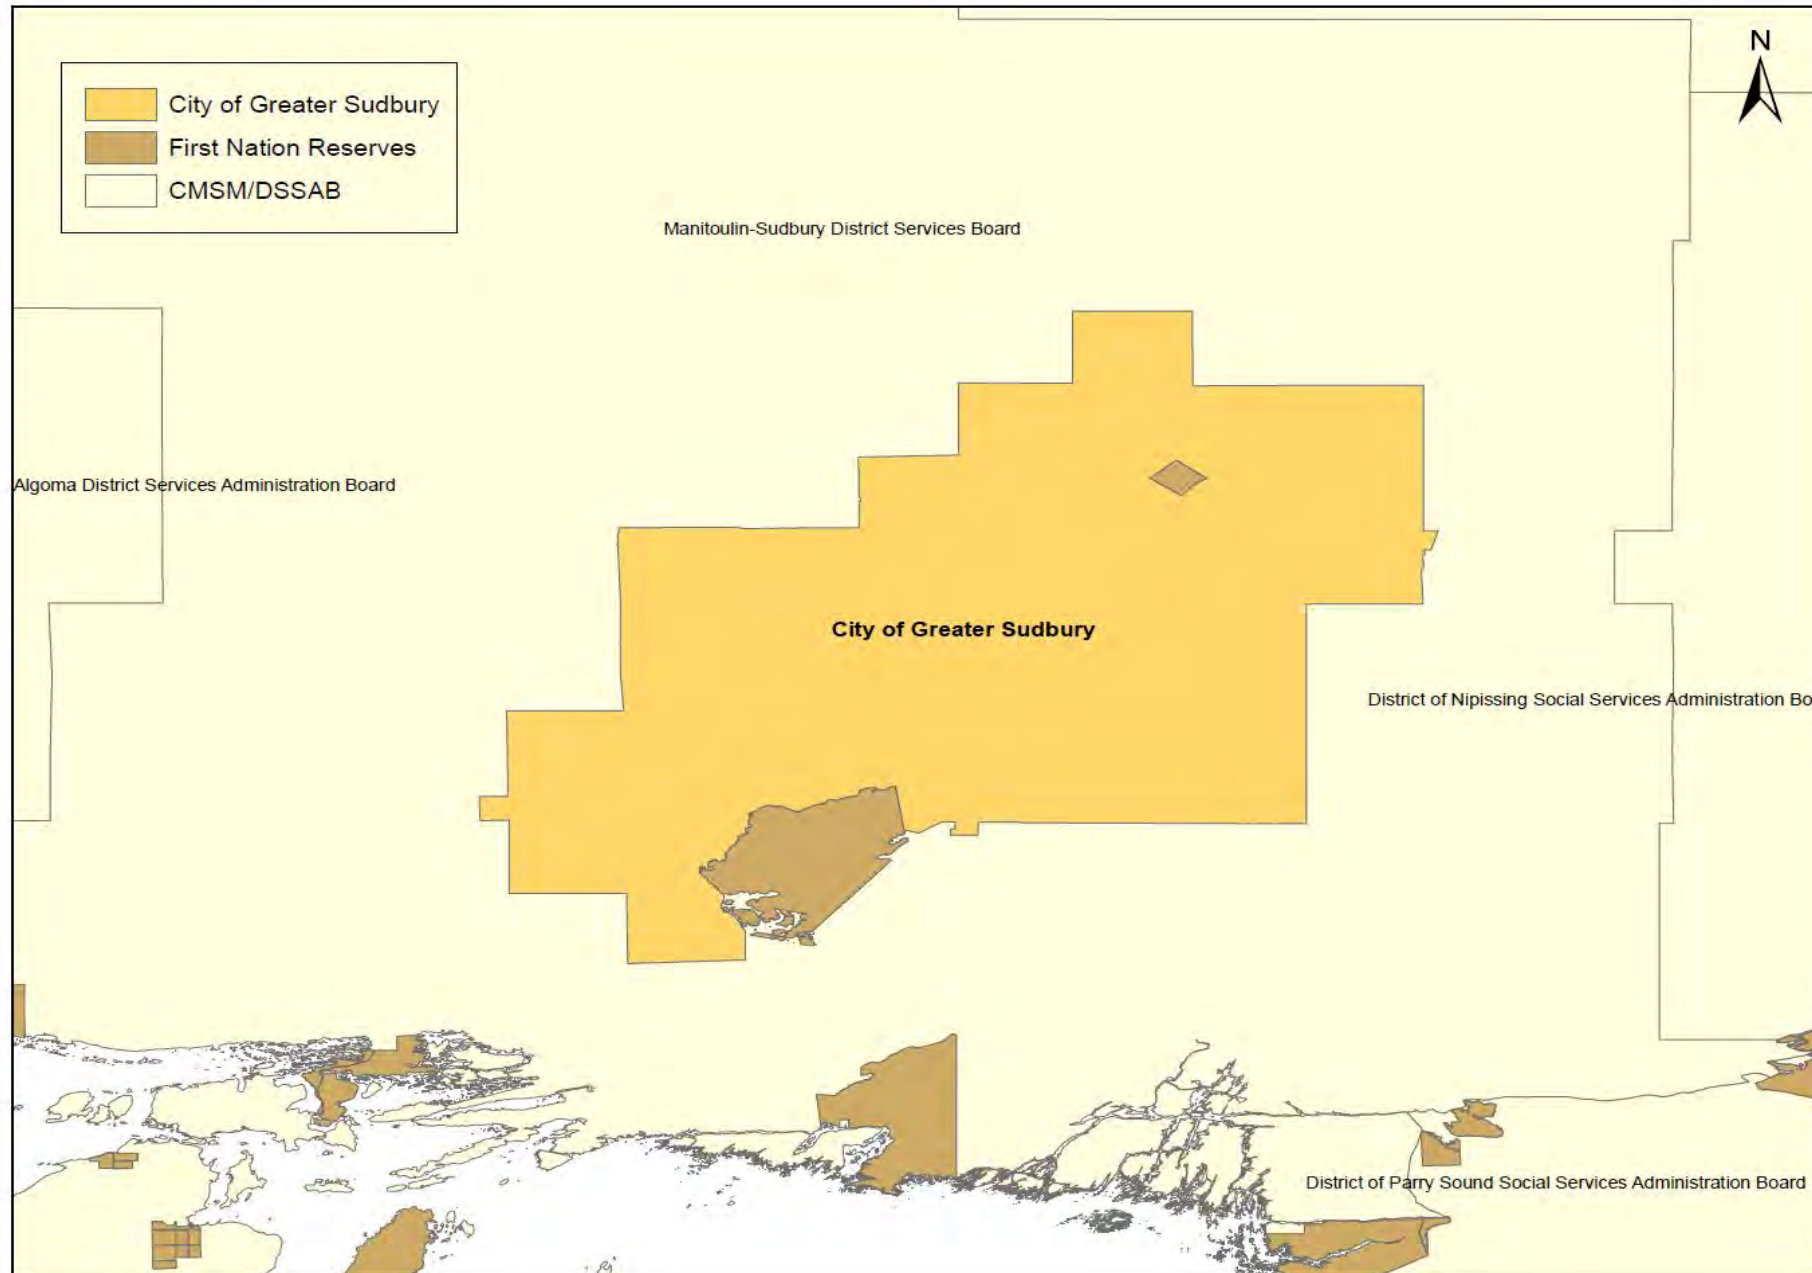 N
City of Greater Sudbury
First Nation Reserves
CMSM/DSSAB
Manitoulin-Sudbury District Services Board
Algoma District Services Administration Board
City of Greater Sudbury
District of Nipissing Social Services Administration Bo
District of Parry Sound Social Services Administration Board